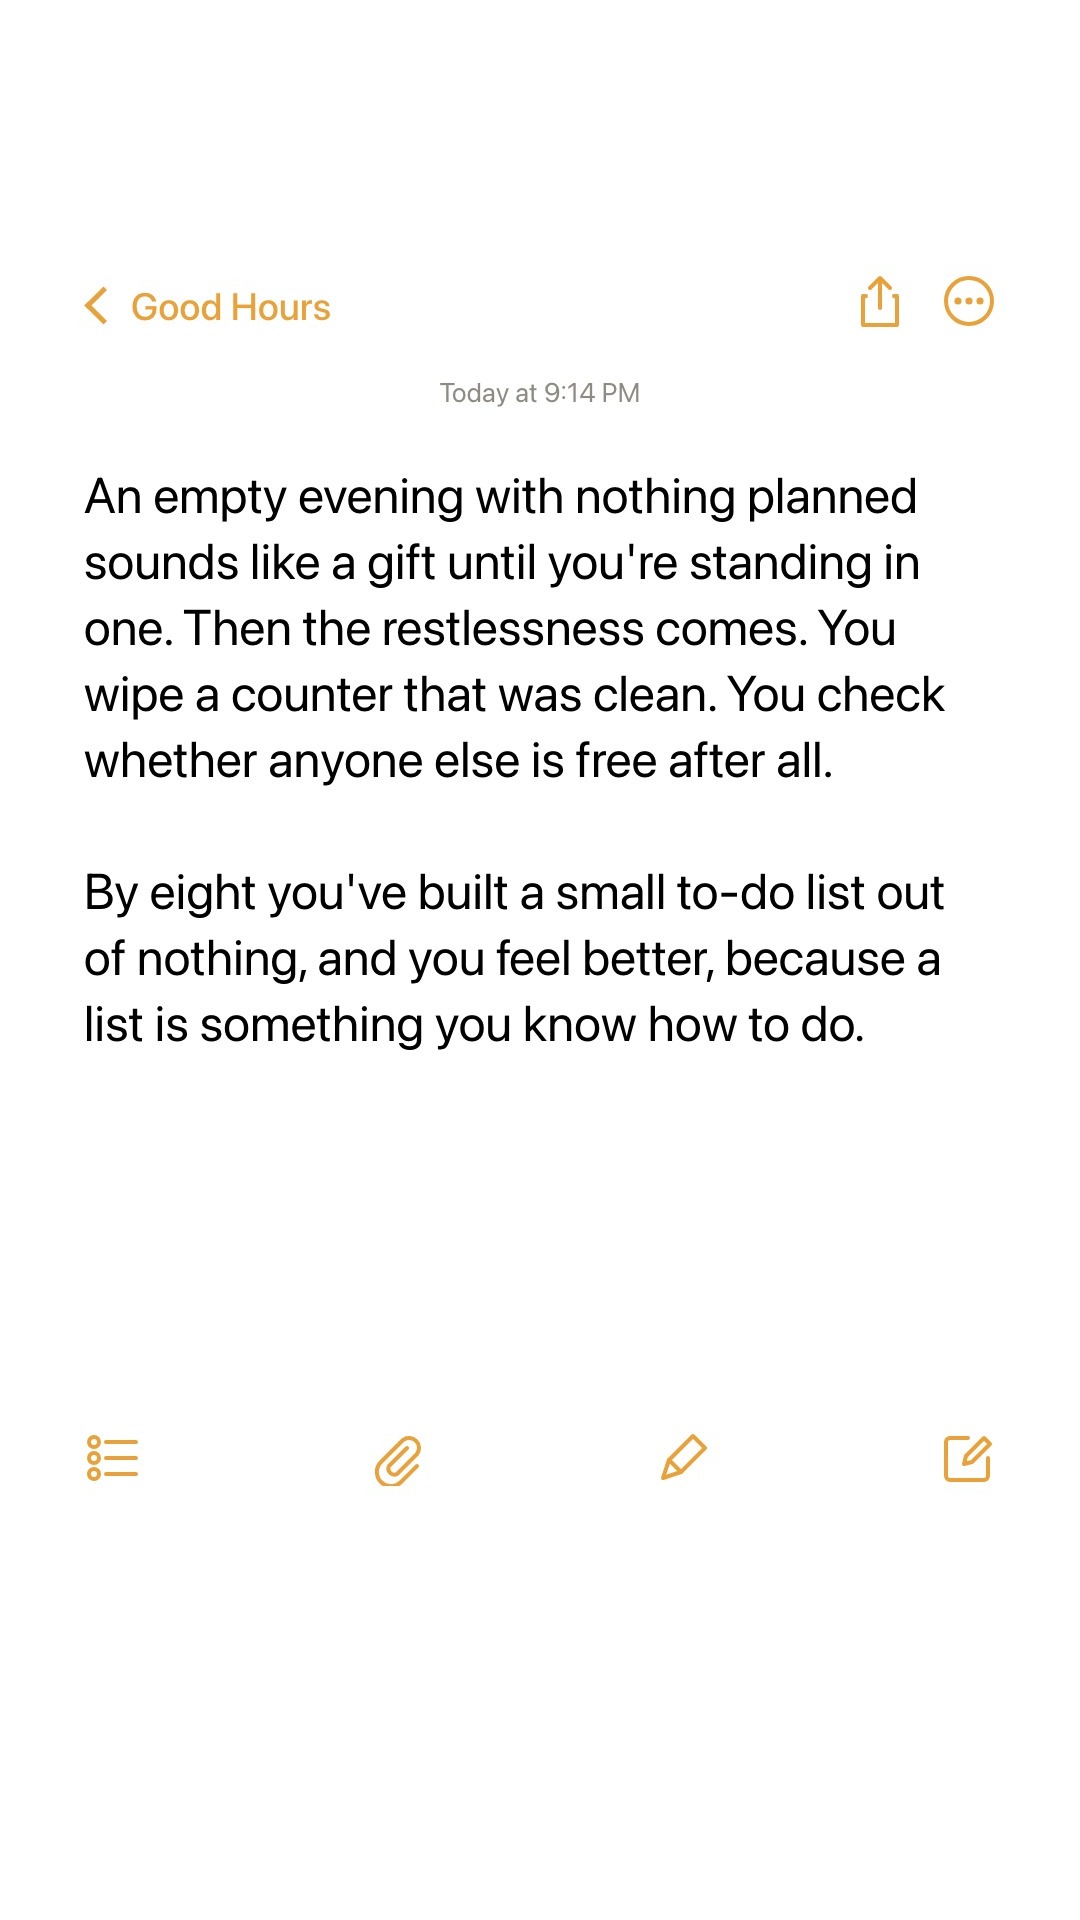 Good Hours
Today at 9:14 PM
An empty evening with nothing planned
sounds like a gift until you're standing in
one. Then the restlessness comes. You
wipe a counter that was clean. You check
whether anyone else is free after all.
By eight you've built a small to-do list out
of nothing, and you feel better, because a
list is something you know how to do.